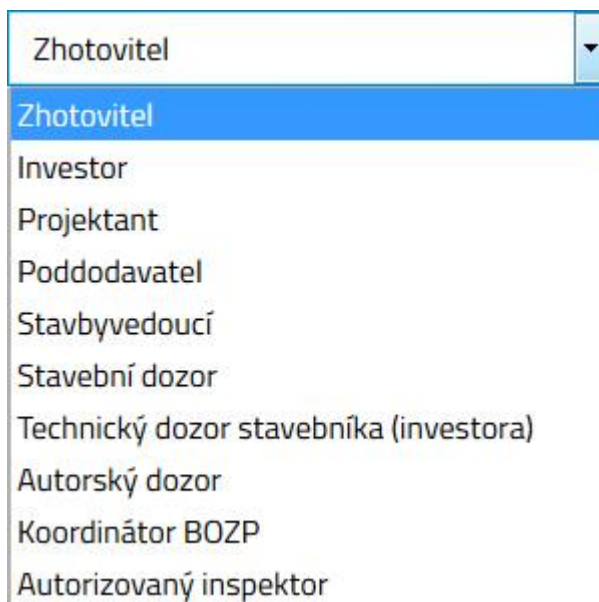 Zhotovitel
Zhotovitel
Investor
Projektant
Poddodavatel
Stavbyvedoucí
Stavební dozor
Technický dozor stavebníka (investora)
Autorský dozor
Koordinátor BOZP
Autorizovaný inspektor